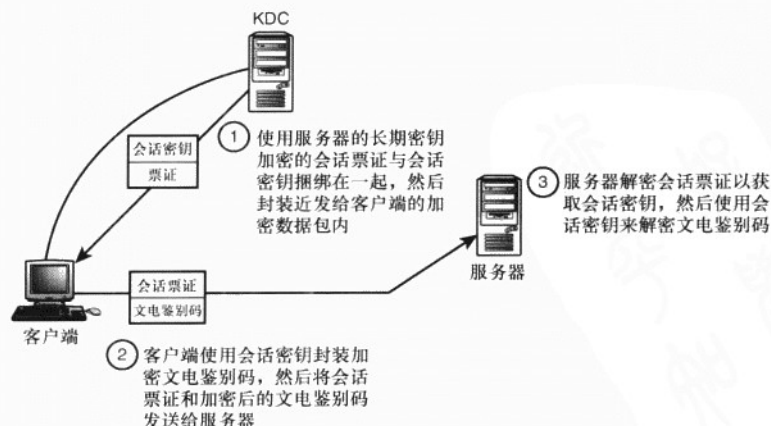 KDC
会话密钥
票证
1
使用服务器的长期密钥
加密的会话票证与会话
密钥捆绑在一起，然后
封装近发给客户端的加
密数据包内
3
服务器解密会话票证以获
取会话密钥，然后使用会
话密钥来解密文电鉴别码
服务器
会话票证
文电鉴别码
客户端
2
客户端使用会话密钥封装加
密文电鉴别码，然后将会话
票证和加密后的文电鉴别码
发送给服务器